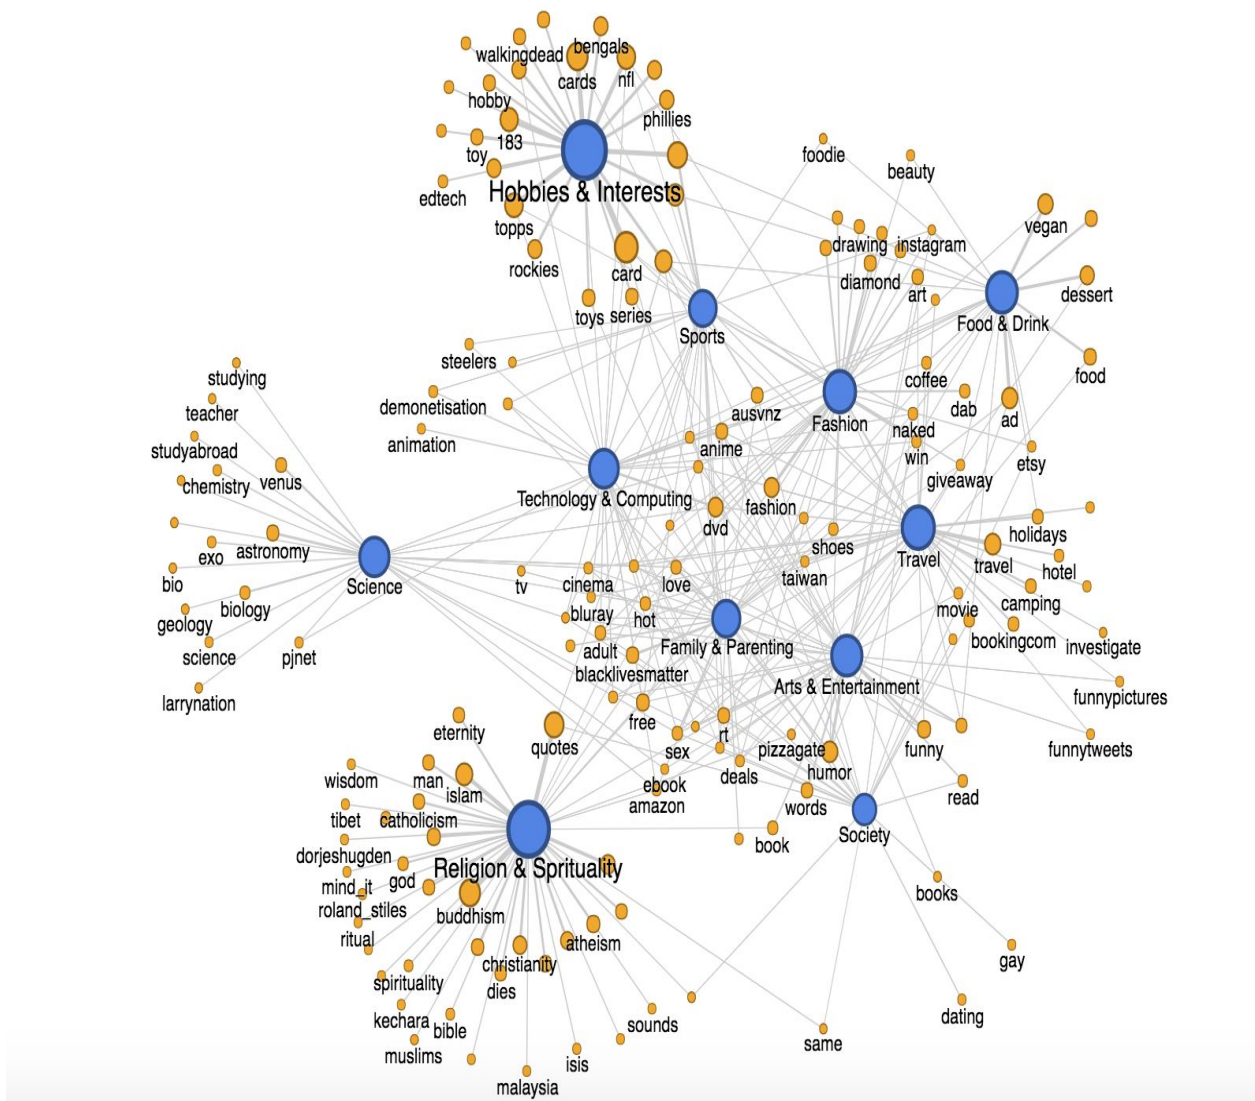 bengals
walkingdead
cards
nfl
hobby
phillies
183
toy
foodie
beauty
edtech
Hobbies & Interests
topps
vegan
drawing
instagram
rockies
card
diamond
art
dessert
toys
series
Food & Drink
Sports
steelers
studying
coffee
food
demonetisation
ausvnz
dab
teacher
Fashion
naked
ad
animation
anime
studyabroad
win
etsy
chemistry
venus
giveaway
Technology & Computing
fashion
dvd
holidays
exo
astronomy
shoes
Travel
travel
hotel
bio
Science
tv
cinema
love
taiwan
biology
bluray
hot
movie
camping
geology
adult
Family & Parenting
bookingcom
investigate
science
pjnet
blacklivesmatter
Arts & Entertainment
funnypictures
larrynation
free
eternity
quotes
sex
rt
pizzagate
funny
funnytweets
wisdom
man
islam
ebook
deals
humor
amazon
words
read
tibet
catholicism
Society
book
dorjeshugden
Religion & Sprituality
god
mind_it
books
roland_stiles
buddhism
ritual
atheism
christianity
gay
spirituality
dies
kechara
bible
sounds
dating
muslims
isis
same
malaysia